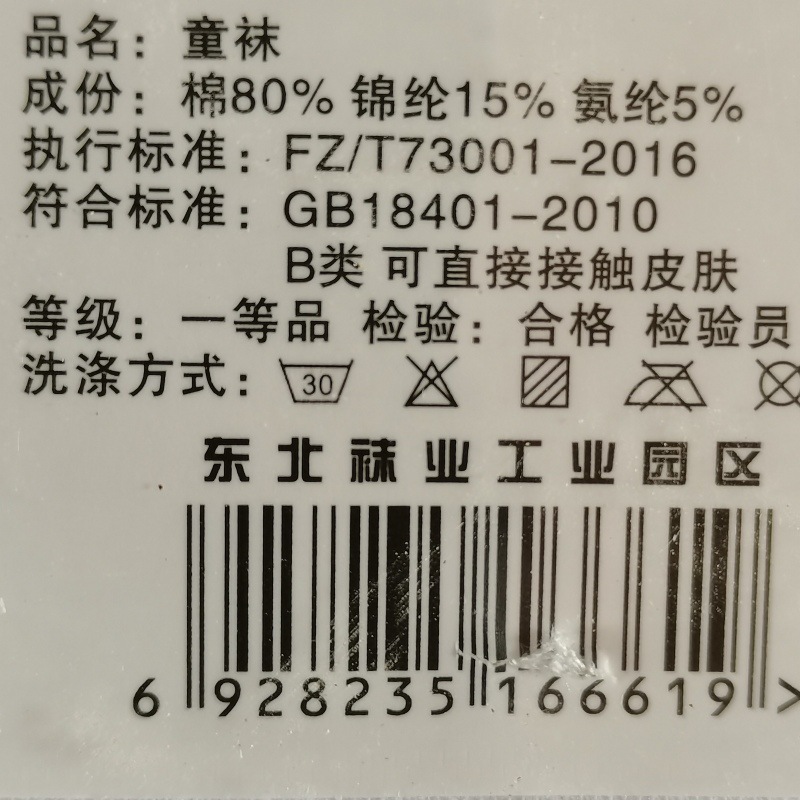 品名：童袜
成份：棉80% 锦纶15% 氨纶5%
执行标准：FZ/T73001-2016
符合标准：GB18401-2010
B类 可直接接触皮肤
等级：一等品 检验：合格 检验员
洗涤方式：30
东北袜业工业园区
6 928235 166619 >